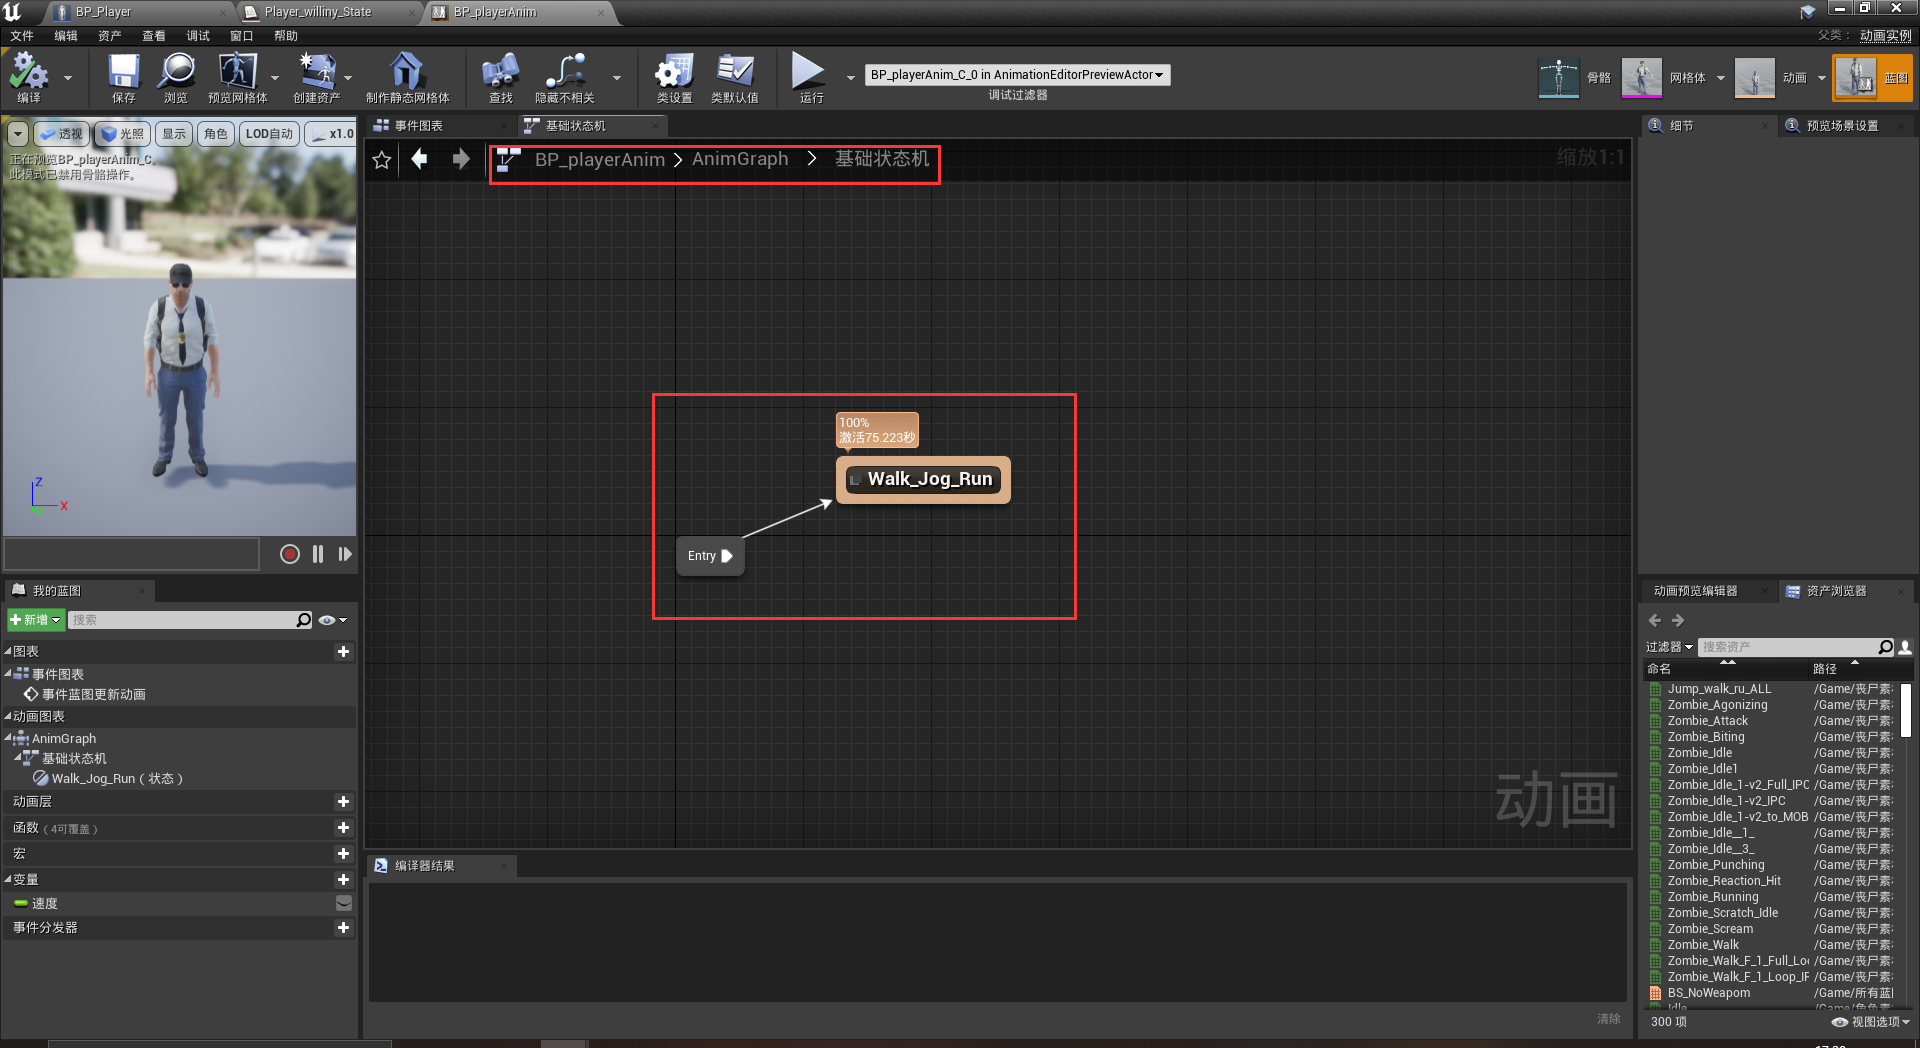 BP_Player
Player_williny_State
BP_playerAnim
文件 编辑 资产 查看 调试 窗口 帮助
父类： 动画实例
编译
保存
浏览
预览网格体
创建资产
制作静态网格体
查找
隐藏不相关
类设置
类默认值
运行
BP_playerAnim_C_0 in AnimationEditorPreviewActor
调试过滤器
骨骼
网格体
动画
蓝图
透视
光照
显示
角色
LOD自动
x1.0
正在预览BP_playerAnim_C。
此模式已禁用骨骼操作。
Z
X
事件图表
基础状态机
BP_playerAnim > AnimGraph > 基础状态机
缩放1:1
100%
激活75.223秒
Walk_Jog_Run
Entry
动画
我的蓝图
新增
搜索
图表
事件图表
事件蓝图更新动画
动画图表
AnimGraph
基础状态机
Walk_Jog_Run（状态）
动画层
函数（4可覆盖）
宏
变量
速度
事件分发器
编译器结果
清除
细节
预览场景设置
动画预览编辑器
资产浏览器
过滤器
搜索资产
命名 路径
Jump_walk_ru_ALL /Game/丧尸素
Zombie_Agonizing /Game/丧尸素
Zombie_Attack /Game/丧尸素
Zombie_Biting /Game/丧尸素
Zombie_Idle /Game/丧尸素
Zombie_Idle1 /Game/丧尸素
Zombie_Idle_1-v2_Full_IPC /Game/丧尸素
Zombie_Idle_1-v2_IPC /Game/丧尸素
Zombie_Idle_1-v2_to_MOB /Game/丧尸素
Zombie_Idle__1_ /Game/丧尸素
Zombie_Idle__3_ /Game/丧尸素
Zombie_Punching /Game/丧尸素
Zombie_Reaction_Hit /Game/丧尸素
Zombie_Running /Game/丧尸素
Zombie_Scratch_Idle /Game/丧尸素
Zombie_Scream /Game/丧尸素
Zombie_Walk /Game/丧尸素
Zombie_Walk_F_1_Full_Lo /Game/丧尸素
Zombie_Walk_F_1_Loop_IP /Game/丧尸素
BS_NoWeapom /Game/所有蓝
300 项
视图选项